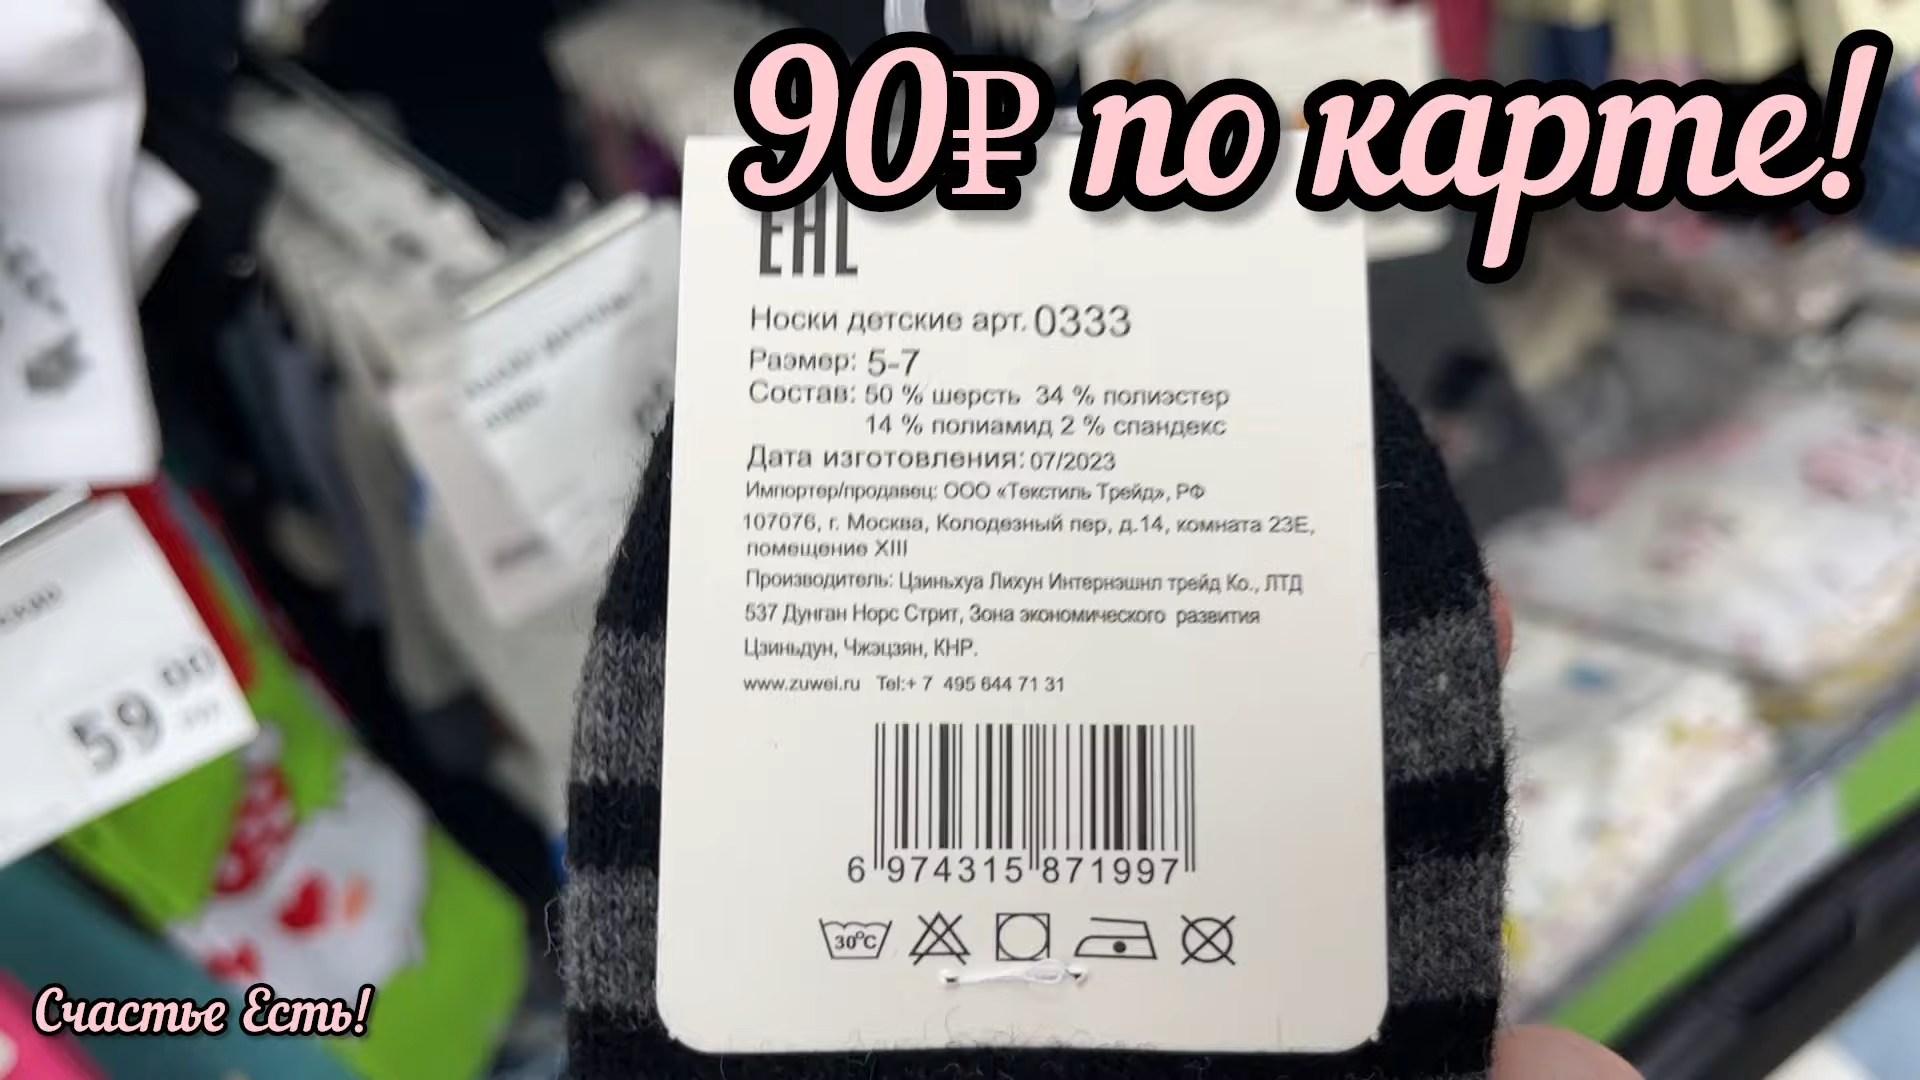 90₽ по карте!
EAC
Носки детские арт. 0333
Размер: 5-7
Состав: 50 % шерсть 34 % полиэстер
14 % полиамид 2 % спандекс
Дата изготовления: 07/2023
Импортер/продавец: ООО «Текстиль Трейд», РФ
107076, г. Москва, Колодезный пер, д.14, комната 23Е,
помещение XIII
Производитель: Цзиньхуа Лихун Интернэшнл трейд Ко., ЛТД
537 Дунган Норс Стрит, Зона экономического развития
Цзиньдун, Чжэцзян, КНР.
www.zuwei.ru Tel:+ 7 495 644 71 31
6 974315 871997
30°C
59 00
Счастье Есть!